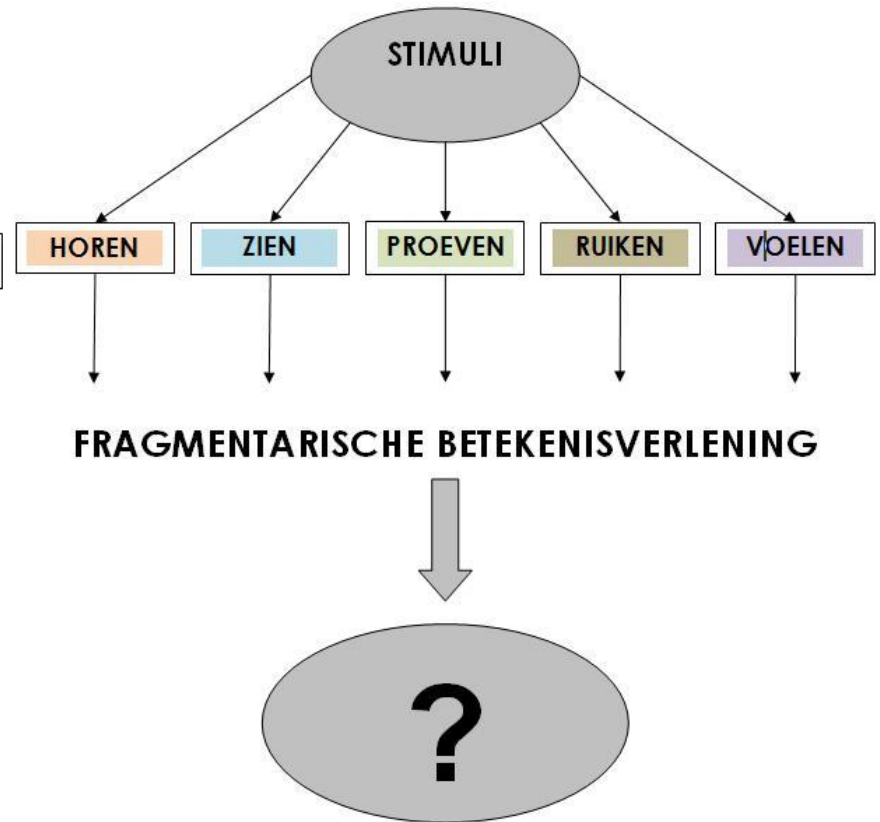 STIMULI
HOREN ZIEN PROEVEN RUIKEN VOELEN
FRAGMENTARISCHE BETEKENISVERLENING
?